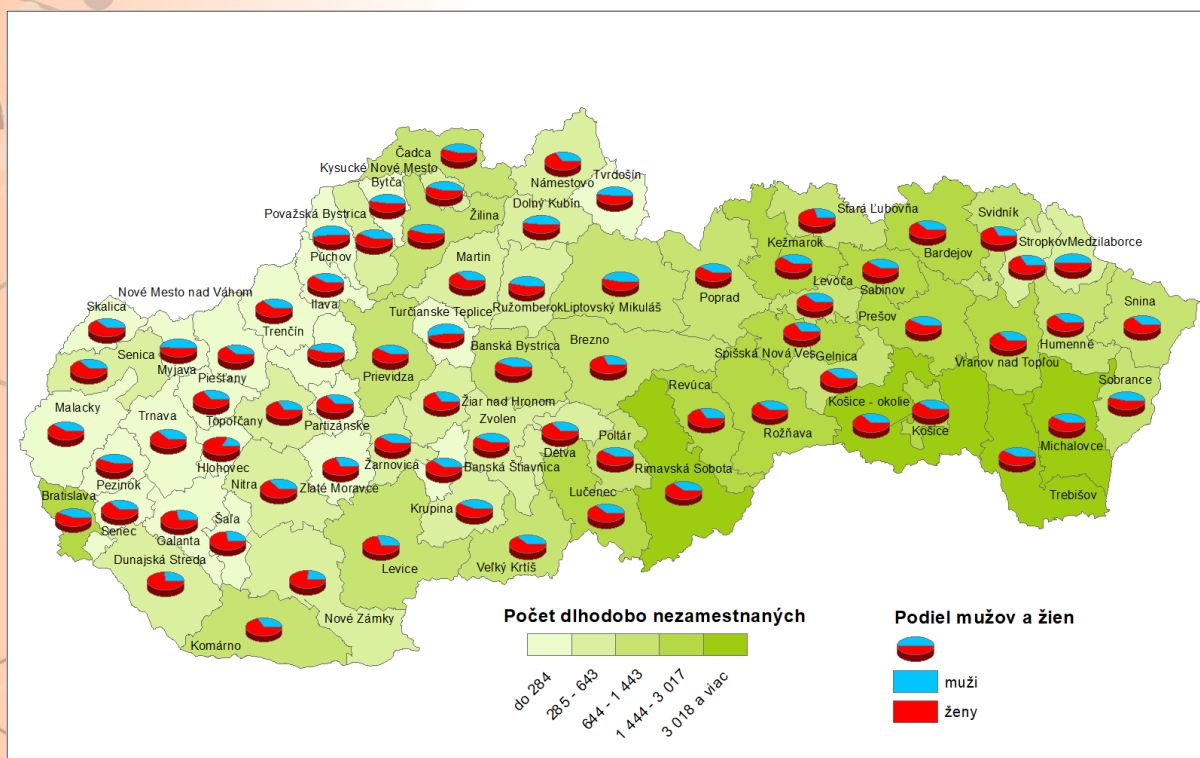 Čadca
Kysucké Nové Mesto
Bytča
Námestovo
Tvrdošín
Dolný Kubín
Považská Bystrica
Žilina
Púchov
Stará Ľubovňa
Svidník
Kežmarok
Bardejov
Stropkov
Medzilaborce
Martin
Levoča
Sabinov
Nové Mesto nad Váhom
Ilava
Poprad
Snina
Skalica
Turčianske Teplice
Ružomberok
Liptovský Mikuláš
Prešov
Trenčín
Banská Bystrica
Brezno
Humenné
Senica
Myjava
Prievidza
Spišská Nová Ves
Gelnica
Vranov nad Topľou
Piešťany
Revúca
Sobrance
Malacky
Trnava
Topoľčany
Partizánske
Žiar nad Hronom
Košice - okolie
Zvolen
Košice
Poltár
Rožňava
Michalovce
Detva
Hlohovec
Žarnovica
Banská Štiavnica
Rimavská Sobota
Pezinok
Nitra
Zlaté Moravce
Bratislava
Lučenec
Trebišov
Krupina
Šaľa
Senec
Galanta
Dunajská Streda
Levice
Veľký Krtíš
Nové Zámky
Komárno
Počet dlhodobo nezamestnaných
do 284
285 - 643
644 - 1 443
1 444 - 3 017
3 018 a viac
Podiel mužov a žien
muži
ženy